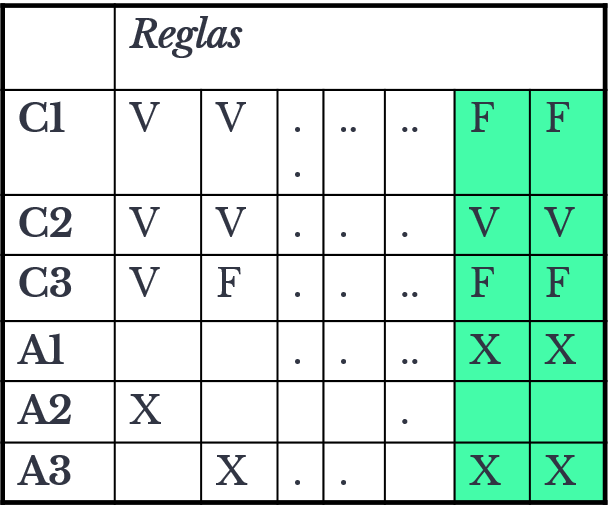 Reglas
C1 V V . .. .. F F
.
C2 V V . . . V V
C3 V F . . .. F F
A1 . . .. X X
A2 X .
A3 X . . X X